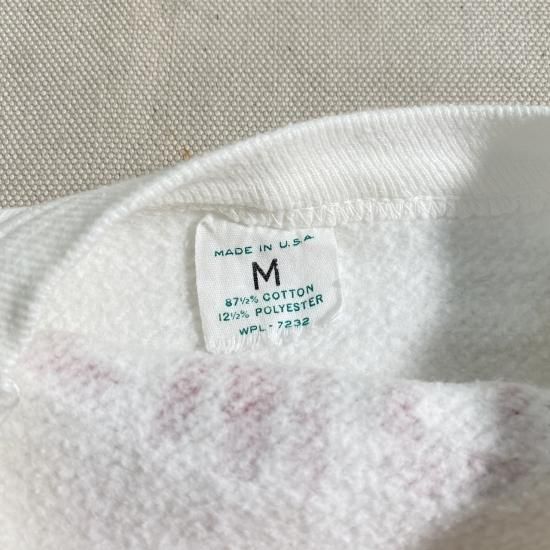 MADE IN U.S.A.
M
87½% COTTON
12½% POLYESTER
WPL - 7232